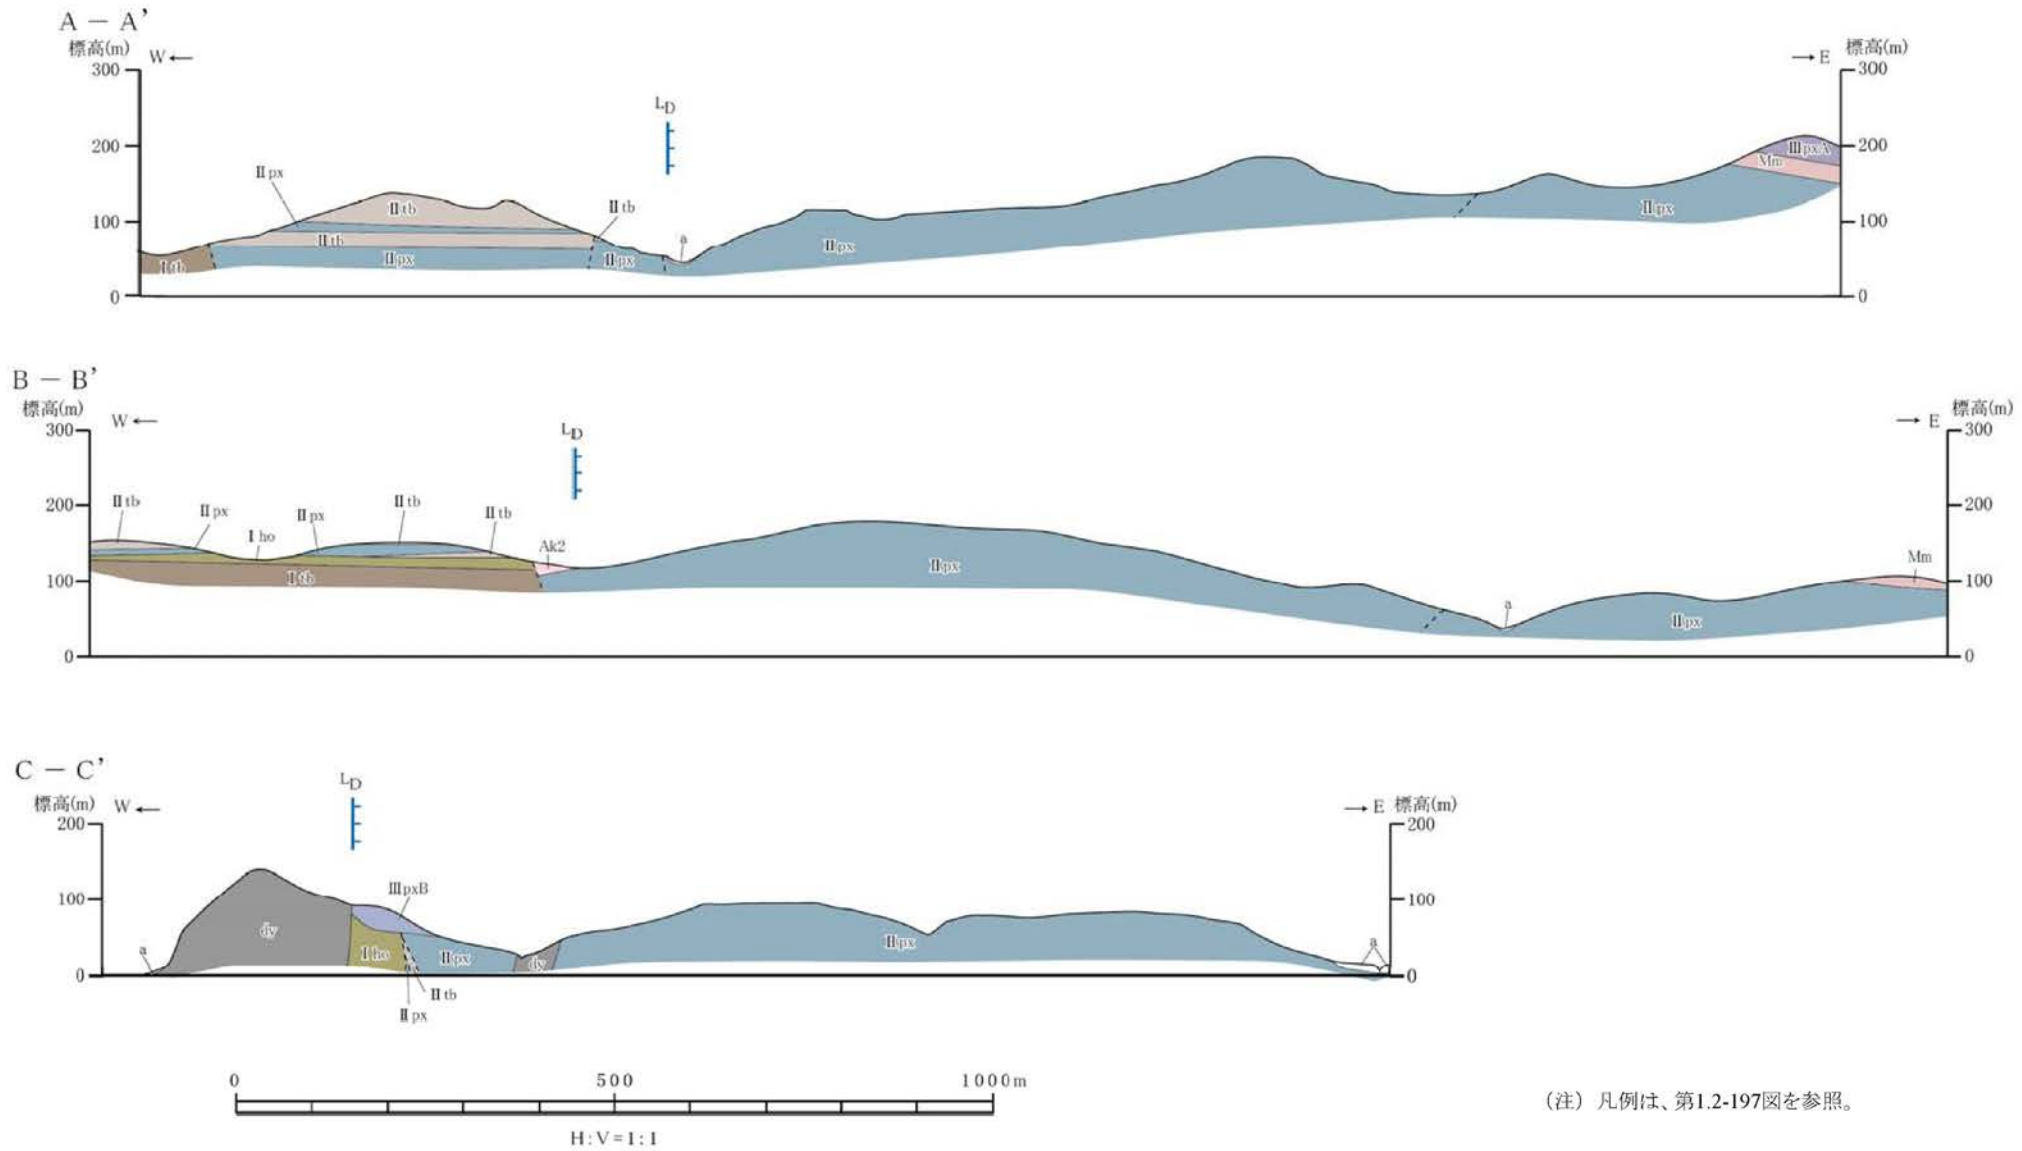 A － A’
標高(m)
W ←
→ E
標高(m)
300
200
100
0
300
200
100
0
LD
Ⅱpx
Ⅱtb
Ⅱtb
Ⅱtb
Ⅰtb
Ⅱpx
Ⅱpx
a
Ⅱpx
Ⅱpx
Mm
ⅢpxA
B － B’
標高(m)
W ←
→ E
標高(m)
300
200
100
0
300
200
100
0
LD
Ⅱtb
Ⅱpx
Ⅰho
Ⅱpx
Ⅱtb
Ⅱtb
Ak2
Ⅰtb
Ⅱpx
a
Ⅱpx
Mm
C － C’
標高(m)
W ←
→ E
標高(m)
200
100
0
200
100
0
LD
ⅢpxB
a
dy
Ⅰho
Ⅱpx
dy
Ⅱpx
a
Ⅱtb
Ⅱpx
0 500 1000m
H:V=1:1
（注）凡例は、第1.2-197図を参照。